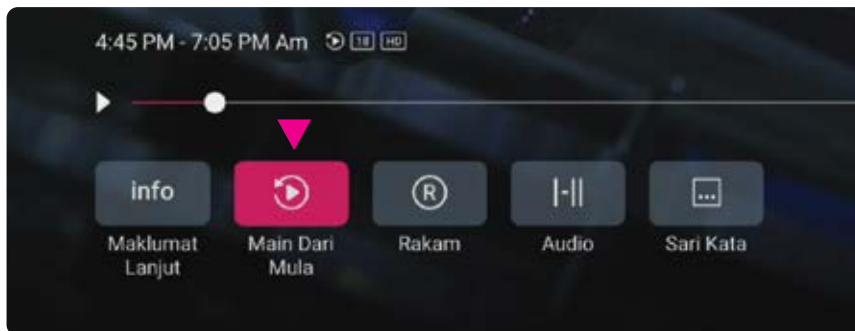 4:45 PM - 7:05 PM Am 18 HD
info R |-||
Maklumat Lanjut
Main Dari Mula
Rakam
Audio
Sari Kata